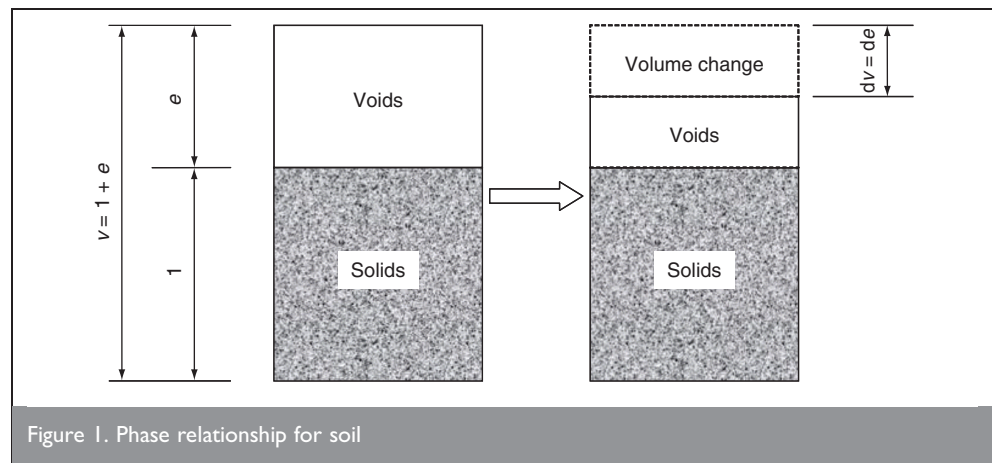 v = 1 + e
e
1
Voids
Solids
Volume change
Voids
Solids
dv = de
Figure 1. Phase relationship for soil